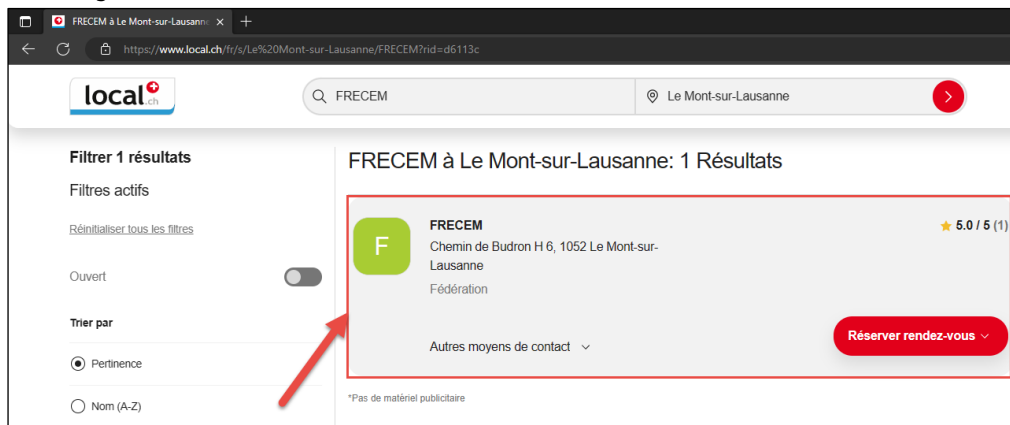 FRECEM à Le Mont-sur-Lausanne
https://www.local.ch/fr/s/Le%20Mont-sur-Lausanne/FRECEM?rid=d6113c
local.ch
FRECEM
Le Mont-sur-Lausanne
Filtrer 1 résultats
FRECEM à Le Mont-sur-Lausanne: 1 Résultats
Filtres actifs
Réinitialiser tous les filtres
F
FRECEM
5.0 / 5 (1)
Chemin de Budron H 6, 1052 Le Mont-sur-
Lausanne
Fédération
Ouvert
Trier par
Réserver rendez-vous
Autres moyens de contact
Pertinence
*Pas de matériel publicitaire
Nom (A-Z)